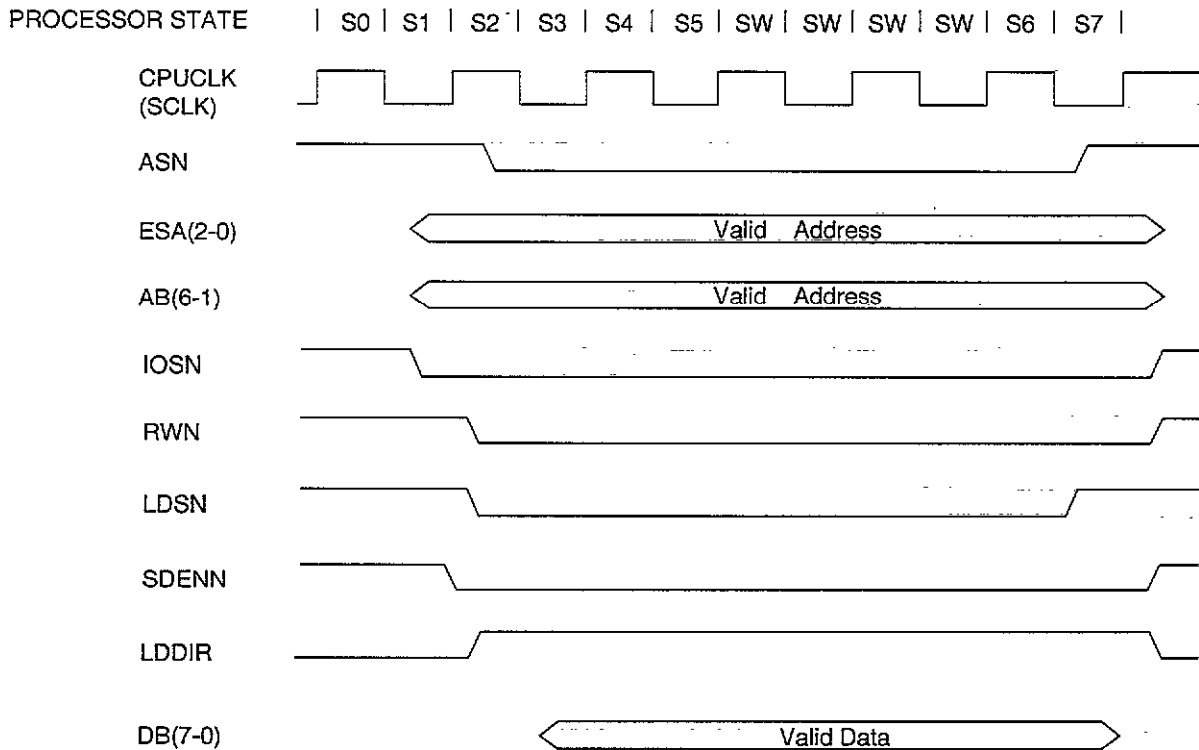 PROCESSOR STATE | S0 | S1 | S2 | S3 | S4 | S5 | SW | SW | SW | SW | S6 | S7 |
CPUCLK
(SCLK)
ASN
ESA(2-0) Valid Address
AB(6-1) Valid Address
IOSN
RWN
LDSN
SDENN
LDDIR
DB(7-0) Valid Data